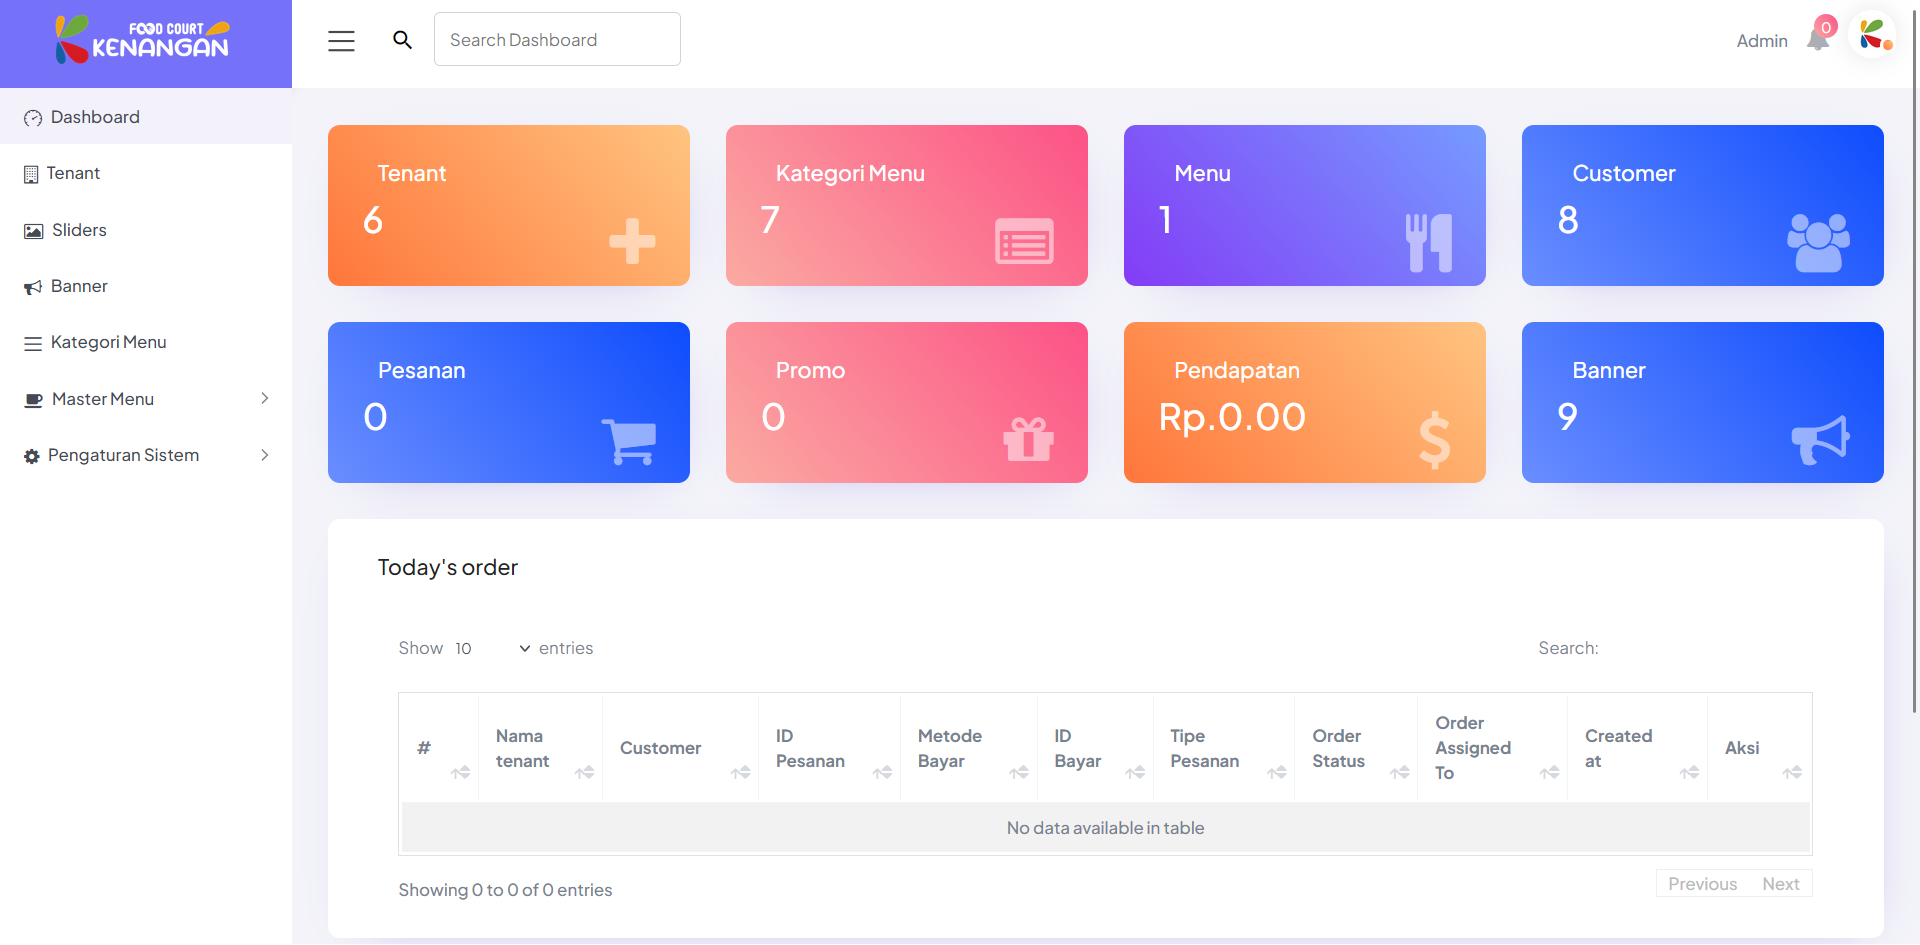 FOOD COURT
KENANGAN
Search Dashboard
Admin
0
Dashboard
Tenant
Sliders
Banner
Kategori Menu
Master Menu
Pengaturan Sistem
Tenant
6
Kategori Menu
7
Menu
1
Customer
8
Pesanan
0
Promo
0
Pendapatan
Rp.0.00
Banner
9
Today's order
Show 10 entries
Search:
#
Nama
tenant
Customer
ID
Pesanan
Metode
Bayar
ID
Bayar
Tipe
Pesanan
Order
Status
Order
Assigned
To
Created
at
Aksi
No data available in table
Showing 0 to 0 of 0 entries
Previous
Next